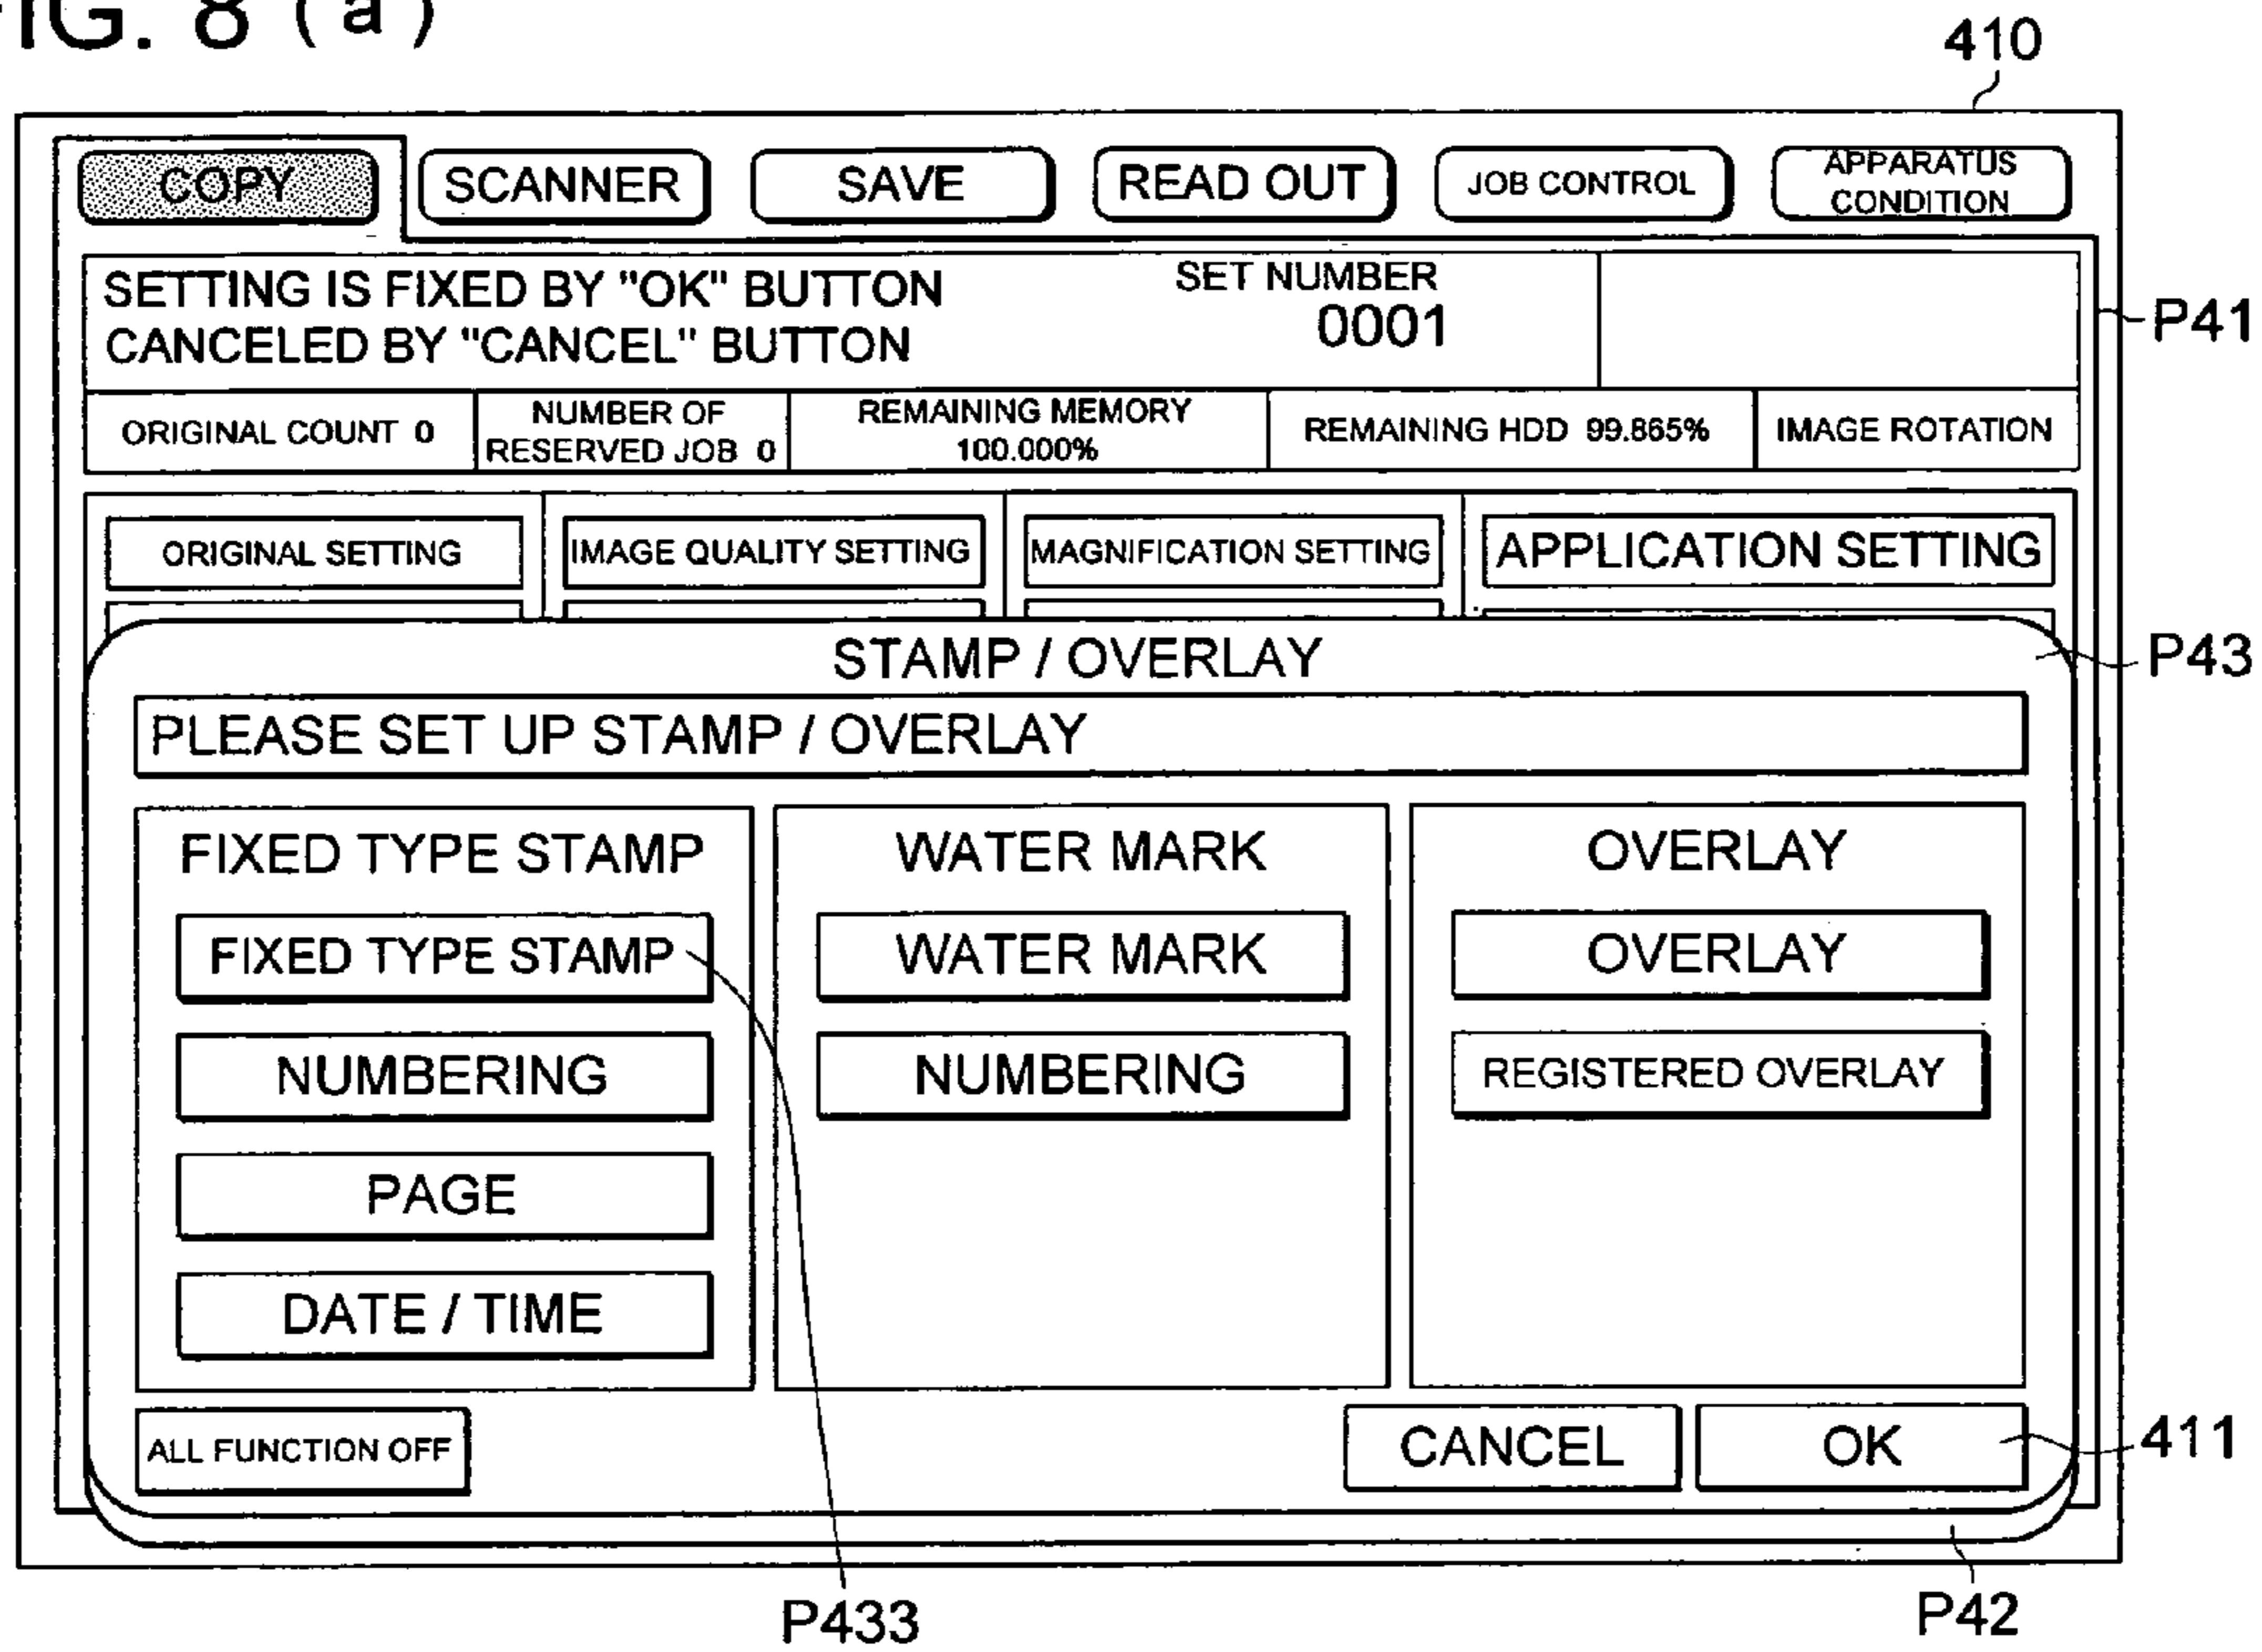 FIG. 8 (a)
410
COPY SCANNER SAVE READ OUT JOB CONTROL APPARATUS CONDITION
SETTING IS FIXED BY "OK" BUTTON
CANCELED BY "CANCEL" BUTTON
SET NUMBER
0001
P41
ORIGINAL COUNT 0
NUMBER OF
RESERVED JOB 0
REMAINING MEMORY
100.000%
REMAINING HDD 99.865%
IMAGE ROTATION
ORIGINAL SETTING
IMAGE QUALITY SETTING
MAGNIFICATION SETTING
APPLICATION SETTING
STAMP / OVERLAY
P43
PLEASE SET UP STAMP / OVERLAY
FIXED TYPE STAMP
FIXED TYPE STAMP
NUMBERING
PAGE
DATE / TIME
WATER MARK
WATER MARK
NUMBERING
OVERLAY
OVERLAY
REGISTERED OVERLAY
ALL FUNCTION OFF
CANCEL
OK
411
P433
P42